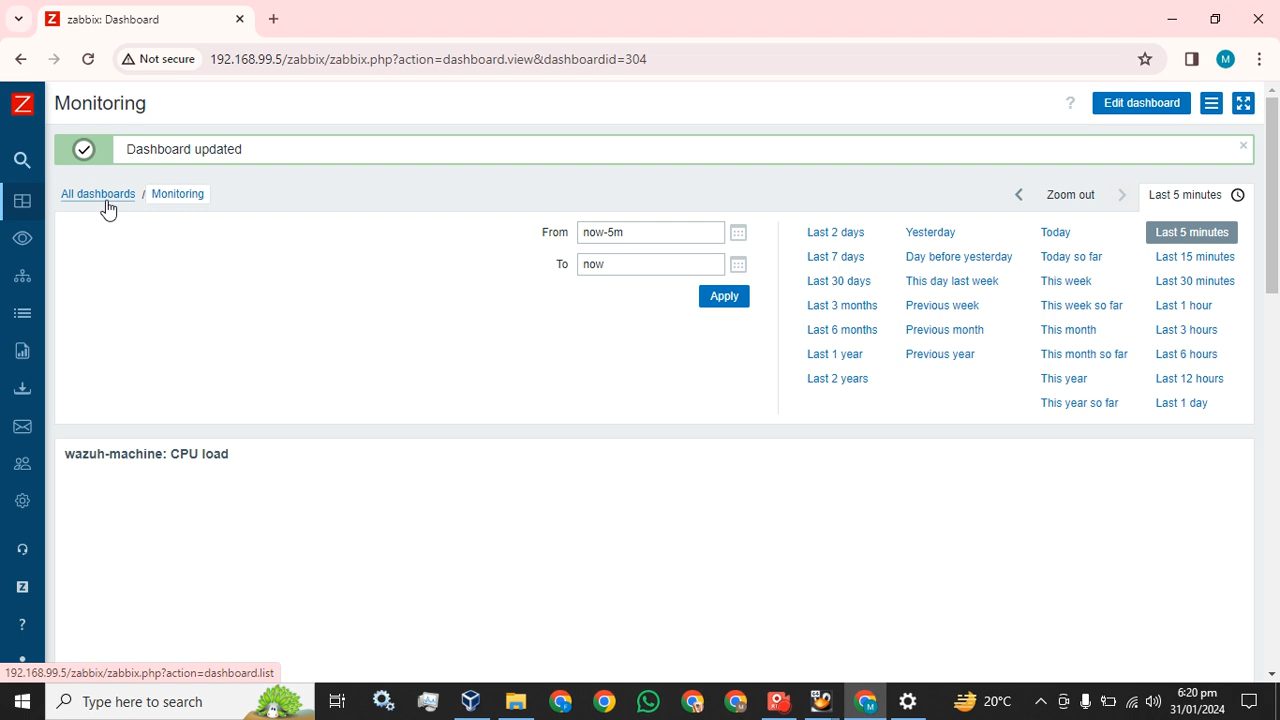 zabbix: Dashboard
Not secure 192.168.99.5/zabbix/zabbix.php?action=dashboard.view&dashboardid=304
M
Z
Monitoring
? Edit dashboard
Dashboard updated
All dashboards / Monitoring
Zoom out
Last 5 minutes
From now-5m
To now
Apply
Last 2 days Yesterday Today Last 5 minutes
Last 7 days Day before yesterday Today so far Last 15 minutes
Last 30 days This day last week This week Last 30 minutes
Last 3 months Previous week This week so far Last 1 hour
Last 6 months Previous month This month Last 3 hours
Last 1 year Previous year This month so far Last 6 hours
Last 2 years This year Last 12 hours
This year so far Last 1 day
wazuh-machine: CPU load
Z
?
192.168.99.5/zabbix/zabbix.php?action=dashboard.list
Type here to search
20°C
6:20 pm
31/01/2024